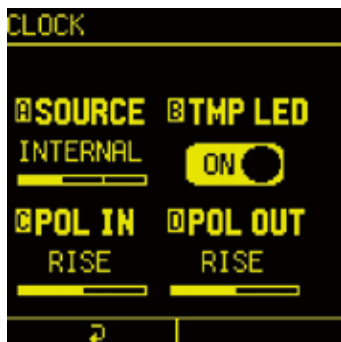 CLOCK
A SOURCE B TMP LED
INTERNAL ON
C POL IN D POL OUT
RISE RISE